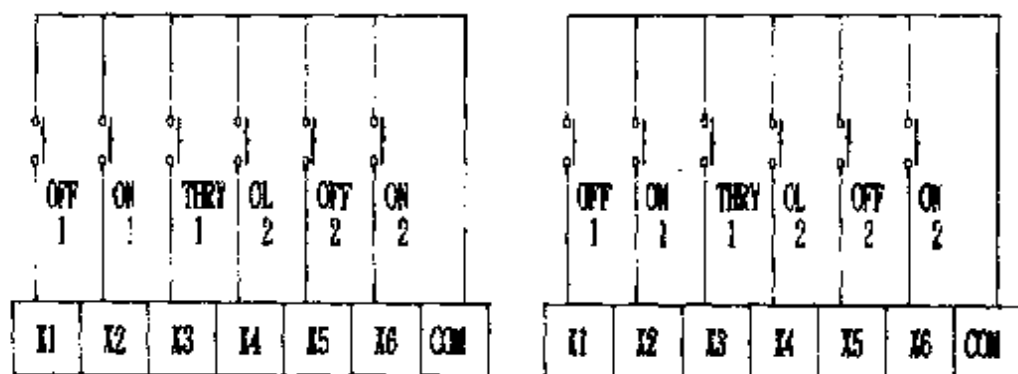 OFF ON THRY OL OFF ON
1 1 1 2 2 2
X1 X2 X3 X4 X5 X6 COM
OFF ON THRY OL OFF ON
1 1 1 2 2 2
X1 X2 X3 X4 X5 X6 COM